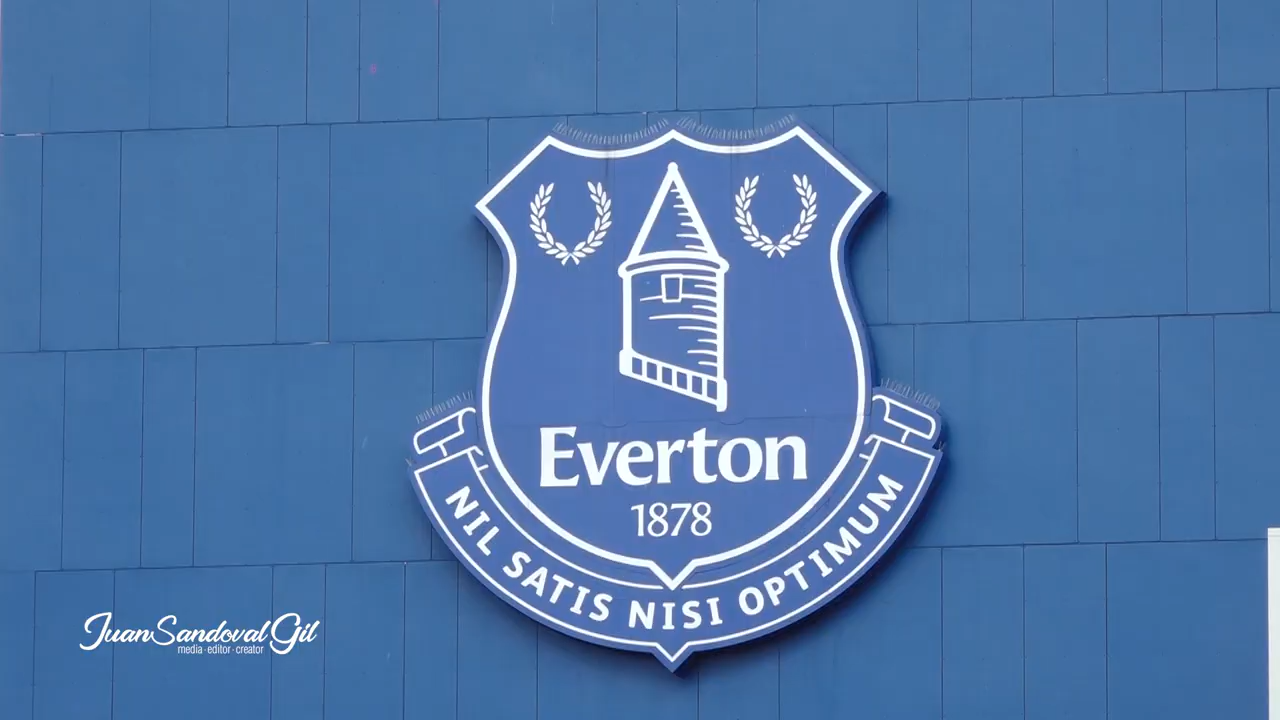 Everton
1878
NIL SATIS NISI OPTIMUM
JuanSandovalGil
media·editor·creator